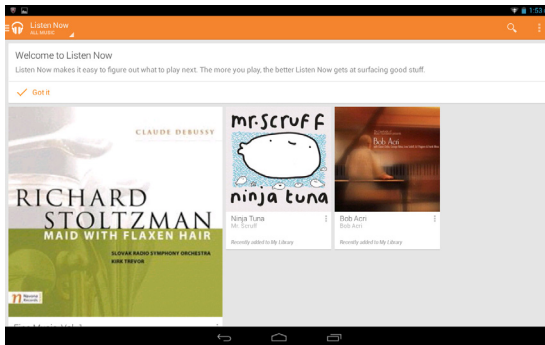 1:53
Listen Now
ALL MUSIC
Welcome to Listen Now
Listen Now makes it easy to figure out what to play next. The more you play, the better Listen Now gets at surfacing good stuff.
Got it
CLAUDE DEBUSSY
RICHARD
STOLTZMAN
MAID WITH FLAXEN HAIR
SLOVAK RADIO SYMPHONY ORCHESTRA
KIRK TREVOR
Navona
Records
mr.scruff
ninja tuna
Ninja Tuna
Mr. Scruff
Recently added to My Library
Bob Acri
Bob Acri
Bob Acri
Recently added to My Library